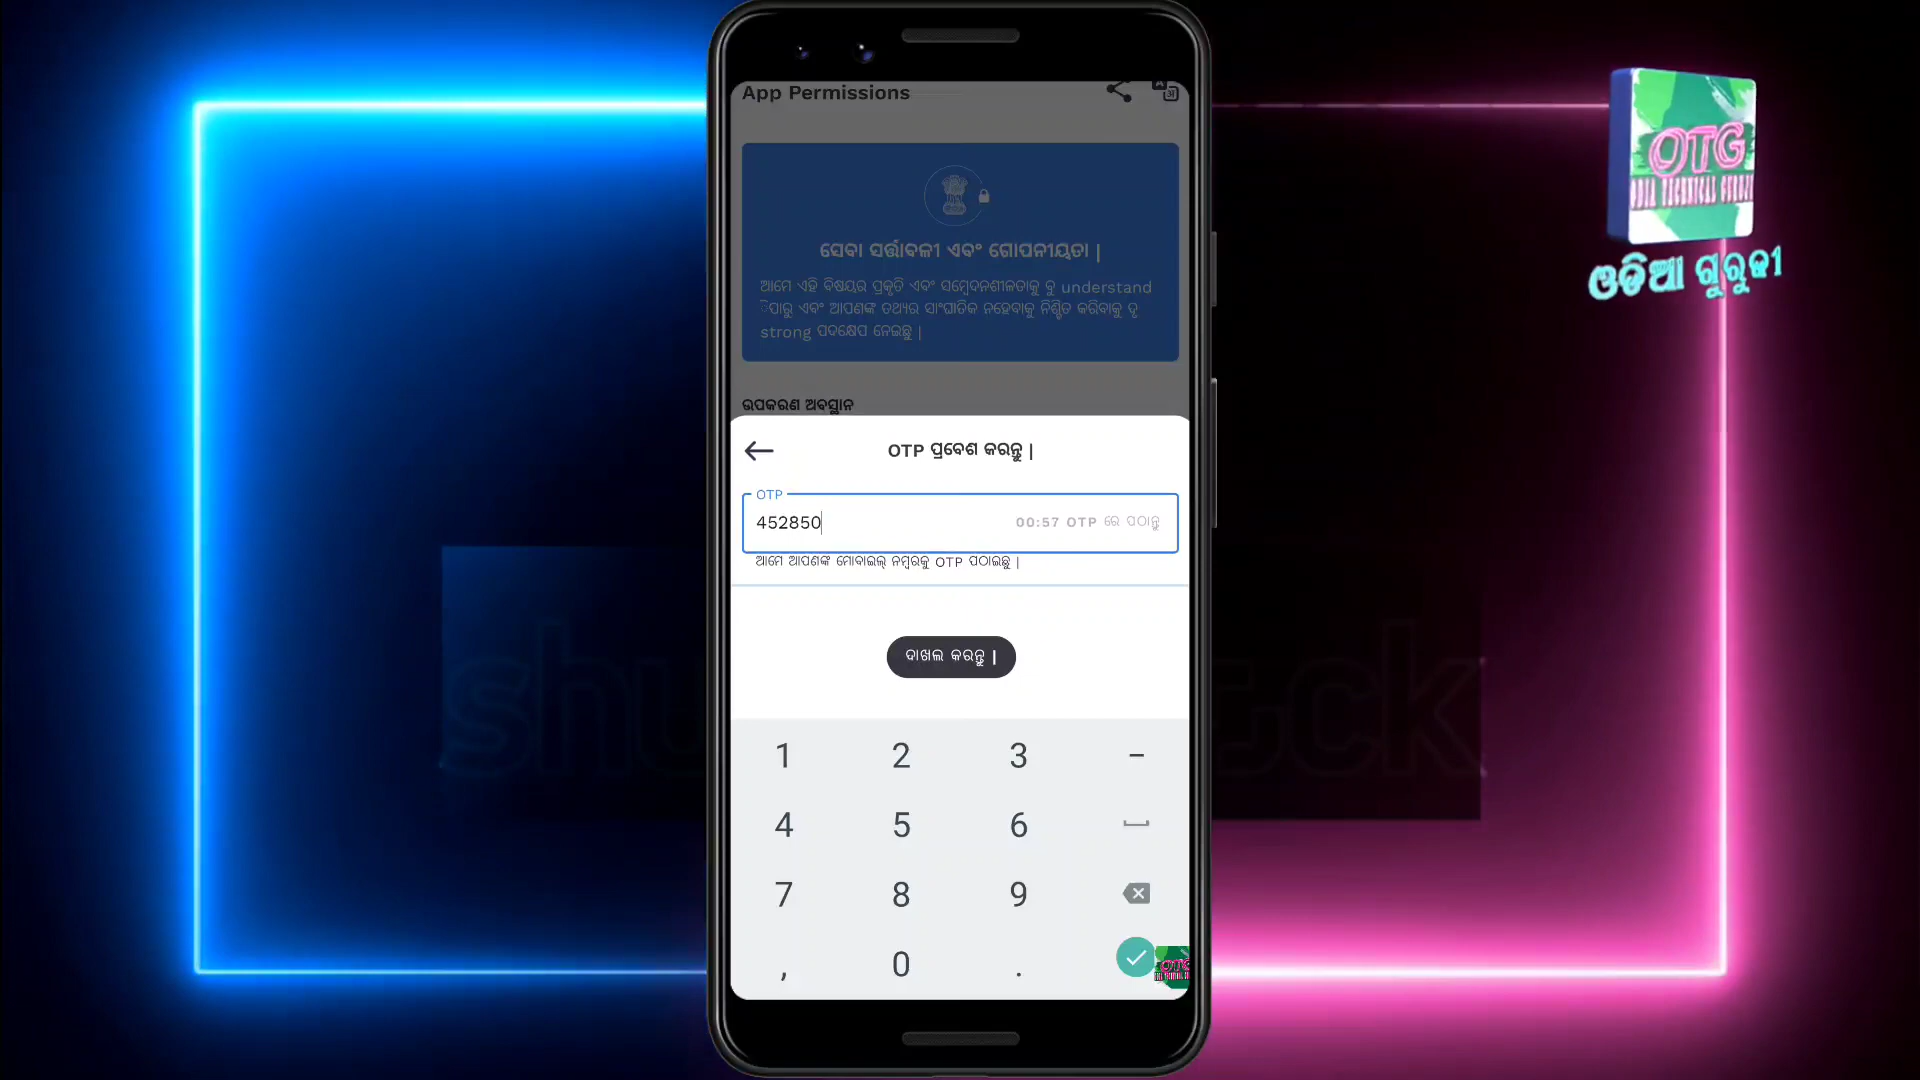 App Permissions
ସେବା ସର୍ତ୍ତାବଳୀ ଏବଂ ଗୋପନୀୟତା |
ଆମେ ଏହି ବିଷୟର ପ୍ରକୃତି ଏବଂ ସମ୍ବେଦନଶୀଳତାକୁ ବୁ understand
ିପାରୁ ଏବଂ ଆପଣଙ୍କ ତଥ୍ୟର ସାଂଘାତିକ ନହେବାକୁ ନିଶ୍ଚିତ କରିବାକୁ ଦୃ
strong ପଦକ୍ଷେପ ନେଇଛୁ |
ଉପକରଣ ଅବସ୍ଥାନ
OTP ପ୍ରବେଶ କରନ୍ତୁ |
OTP
452850
00:57 OTP ରେ ପଠାନ୍ତୁ
ଆମେ ଆପଣଙ୍କ ମୋବାଇଲ୍ ନମ୍ବରକୁ OTP ପଠାଇଛୁ |
ଦାଖଲ କରନ୍ତୁ |
1 2 3 –
4 5 6
7 8 9
, 0 .
OTG
ଓଡିଆ ଗୁରୁଜୀ